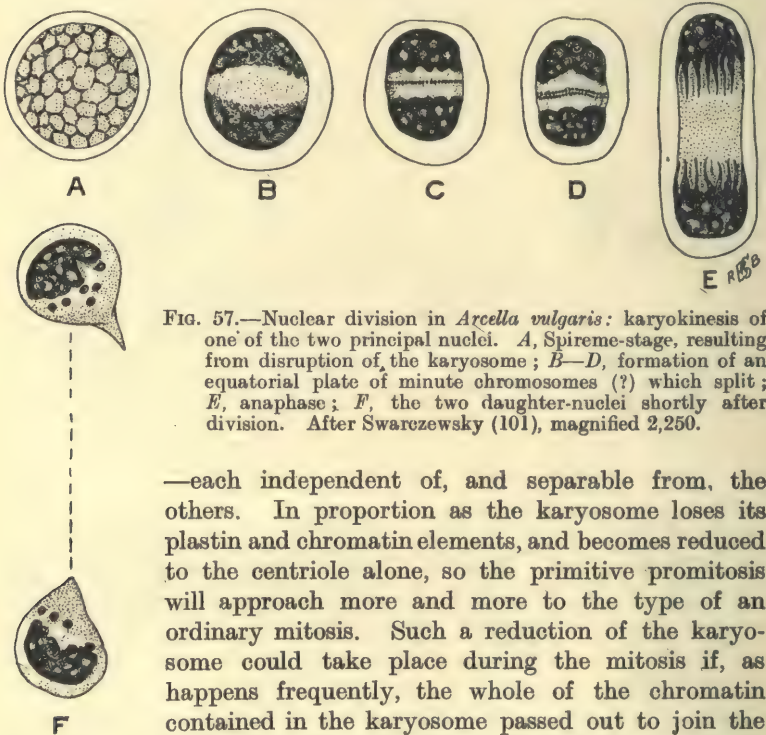 A
B
C
D
E
F
FIG. 57.—Nuclear division in Arcella vulgaris: karyokinesis of
one of the two principal nuclei. A, Spireme-stage, resulting
from disruption of the karyosome; B—D, formation of an
equatorial plate of minute chromosomes (?) which split;
E, anaphase; F, the two daughter-nuclei shortly after
division. After Swarczewsky (101), magnified 2,250.
—each independent of, and separable from, the
others. In proportion as the karyosome loses its
plastin and chromatin elements, and becomes reduced
to the centriole alone, so the primitive promitosis
will approach more and more to the type of an
ordinary mitosis. Such a reduction of the karyo-
some could take place during the mitosis if, as
happens frequently, the whole of the chromatin
contained in the karyosome passed out to join the